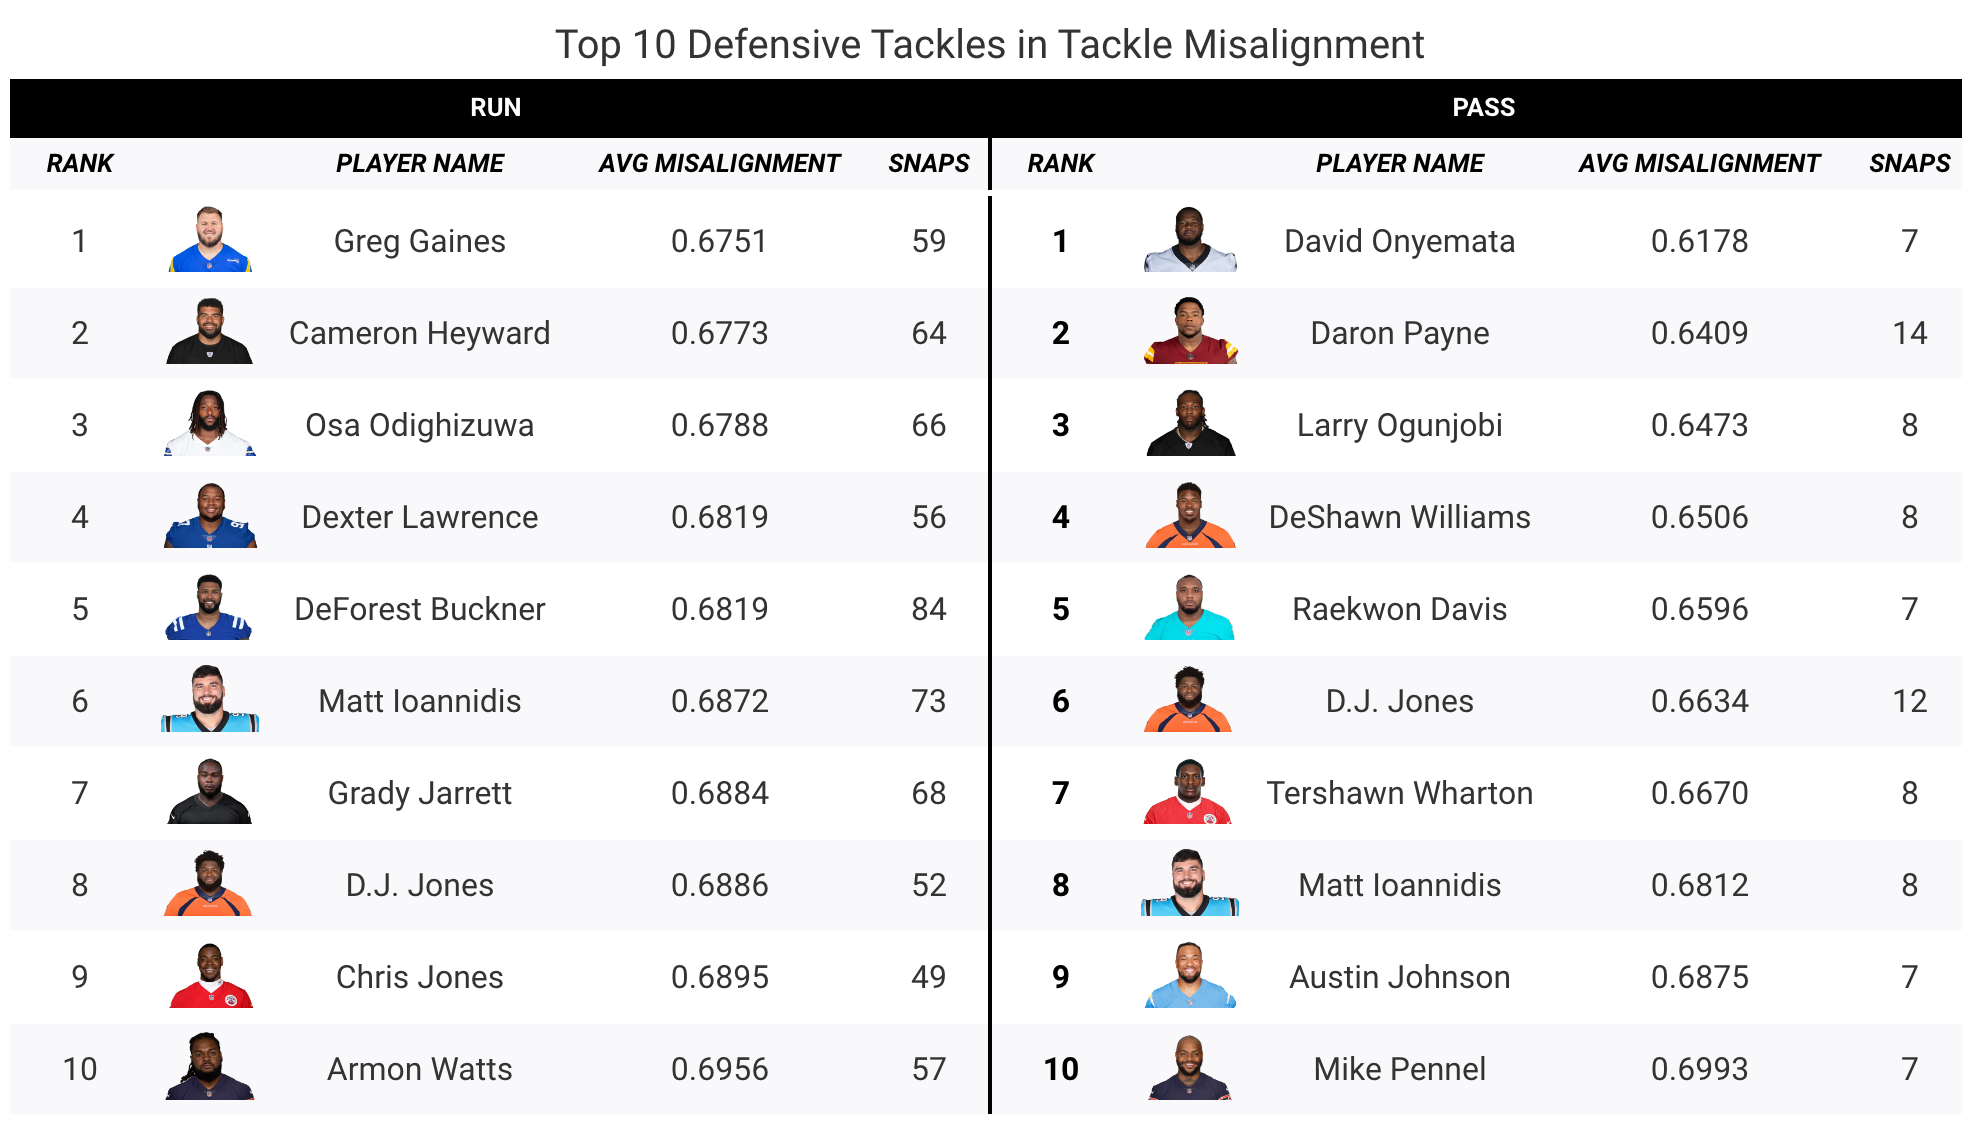 Top 10 Defensive Tackles in Tackle Misalignment
RUN PASS
RANK PLAYER NAME AVG MISALIGNMENT SNAPS RANK PLAYER NAME AVG MISALIGNMENT SNAPS
1 Greg Gaines 0.6751 59 1 David Onyemata 0.6178 7
2 Cameron Heyward 0.6773 64 2 Daron Payne 0.6409 14
3 Osa Odighizuwa 0.6788 66 3 Larry Ogunjobi 0.6473 8
4 Dexter Lawrence 0.6819 56 4 DeShawn Williams 0.6506 8
5 DeForest Buckner 0.6819 84 5 Raekwon Davis 0.6596 7
6 Matt Ioannidis 0.6872 73 6 D.J. Jones 0.6634 12
7 Grady Jarrett 0.6884 68 7 Tershawn Wharton 0.6670 8
8 D.J. Jones 0.6886 52 8 Matt Ioannidis 0.6812 8
9 Chris Jones 0.6895 49 9 Austin Johnson 0.6875 7
10 Armon Watts 0.6956 57 10 Mike Pennel 0.6993 7